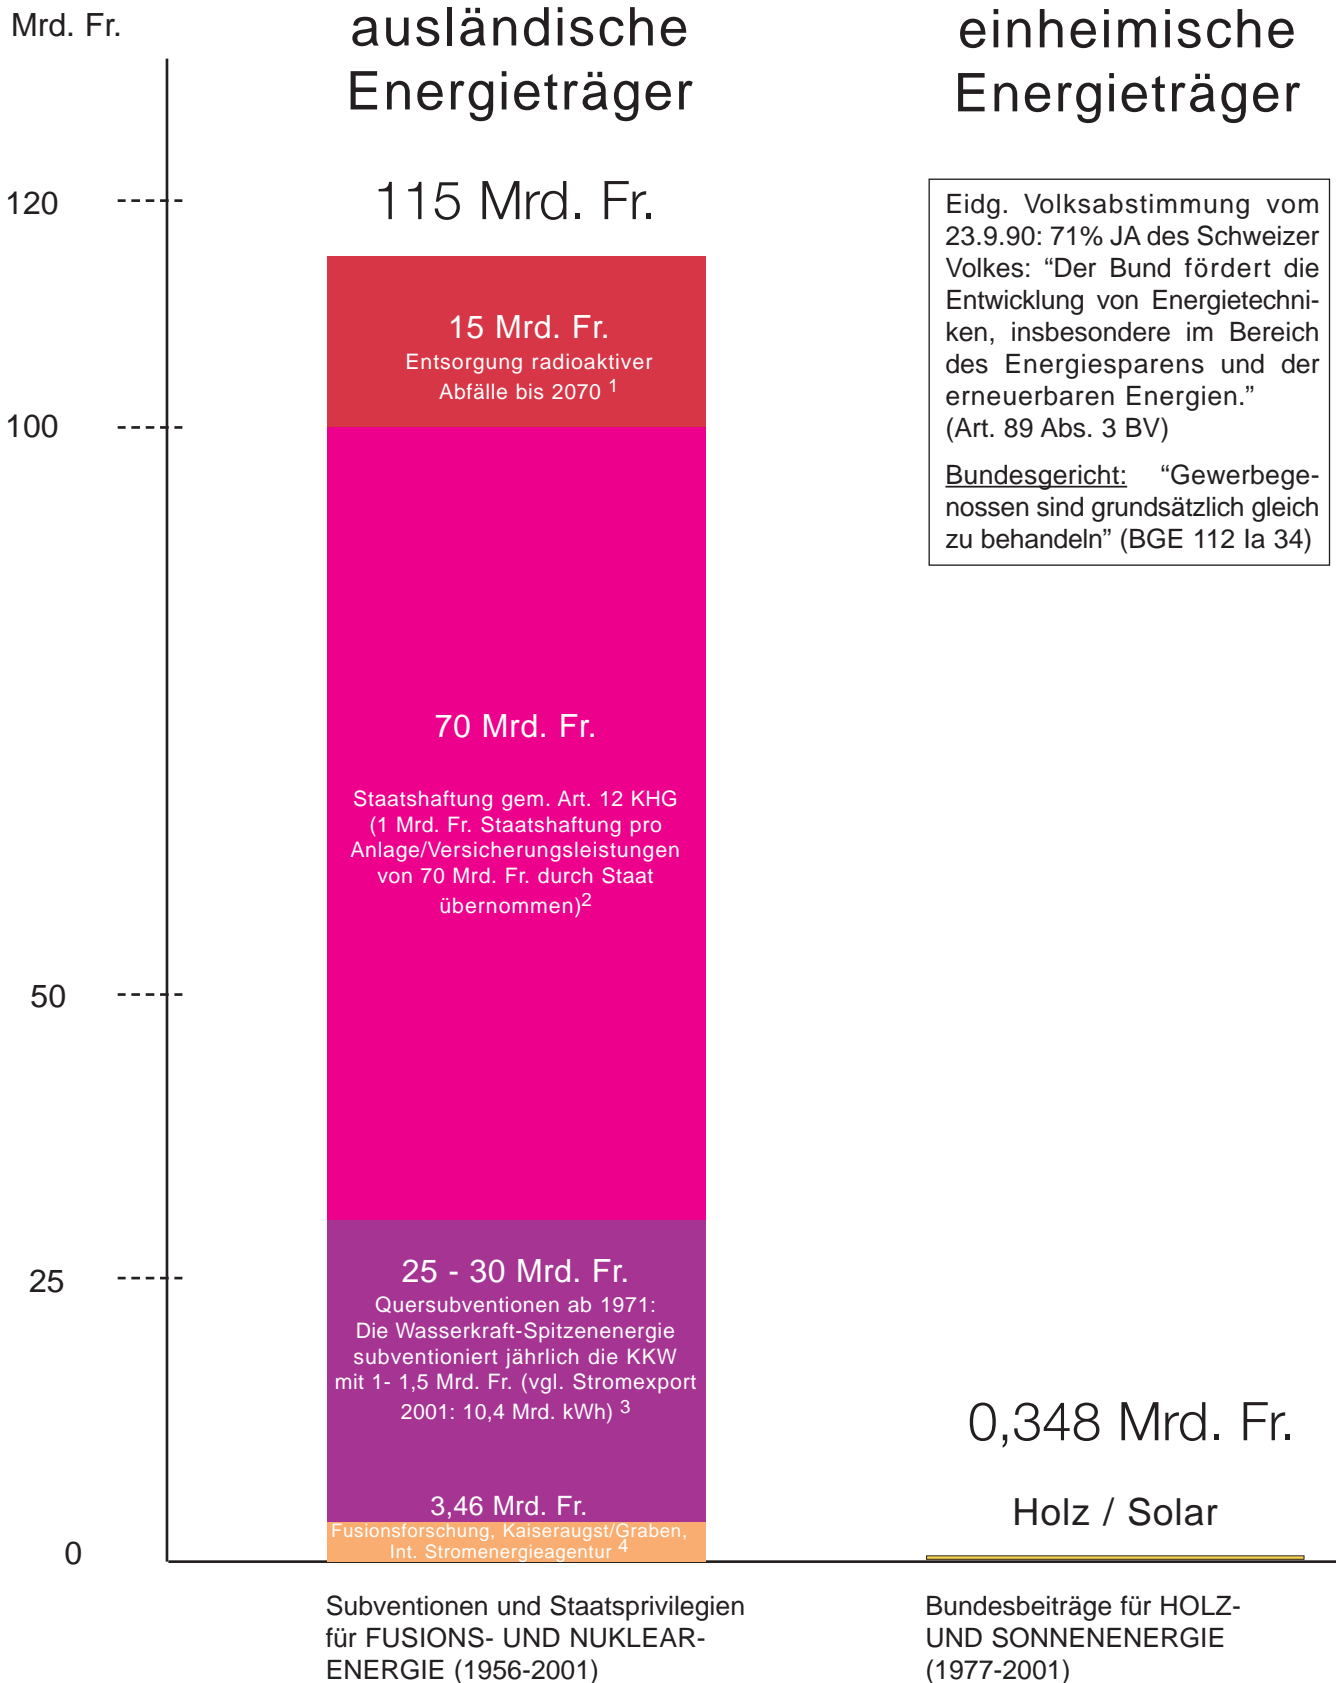 Mrd. Fr.
ausländische
Energieträger
115 Mrd. Fr.
120
100
50
25
0
15 Mrd. Fr.
Entsorgung radioaktiver
Abfälle bis 2070 1
70 Mrd. Fr.
Staatshaftung gem. Art. 12 KHG
(1 Mrd. Fr. Staatshaftung pro
Anlage/Versicherungsleistungen
von 70 Mrd. Fr. durch Staat
übernommen)2
25 - 30 Mrd. Fr.
Quersubventionen ab 1971:
Die Wasserkraft-Spitzenenergie
subventioniert jährlich die KKW
mit 1- 1,5 Mrd. Fr. (vgl. Stromexport
2001: 10,4 Mrd. kWh) 3
3,46 Mrd. Fr.
Fusionsforschung, Kaiseraugst/Graben,
Int. Stromenergieagentur 4
Subventionen und Staatsprivilegien
für FUSIONS- UND NUKLEAR-
ENERGIE (1956-2001)
einheimische
Energieträger
Eidg. Volksabstimmung vom
23.9.90: 71% JA des Schweizer
Volkes: “Der Bund fördert die
Entwicklung von Energietechni-
ken, insbesondere im Bereich
des Energiesparens und der
erneuerbaren Energien.”
(Art. 89 Abs. 3 BV)
Bundesgericht: “Gewerbege-
nossen sind grundsätzlich gleich
zu behandeln” (BGE 112 Ia 34)
0,348 Mrd. Fr.
Holz / Solar
Bundesbeiträge für HOLZ-
UND SONNENENERGIE
(1977-2001)